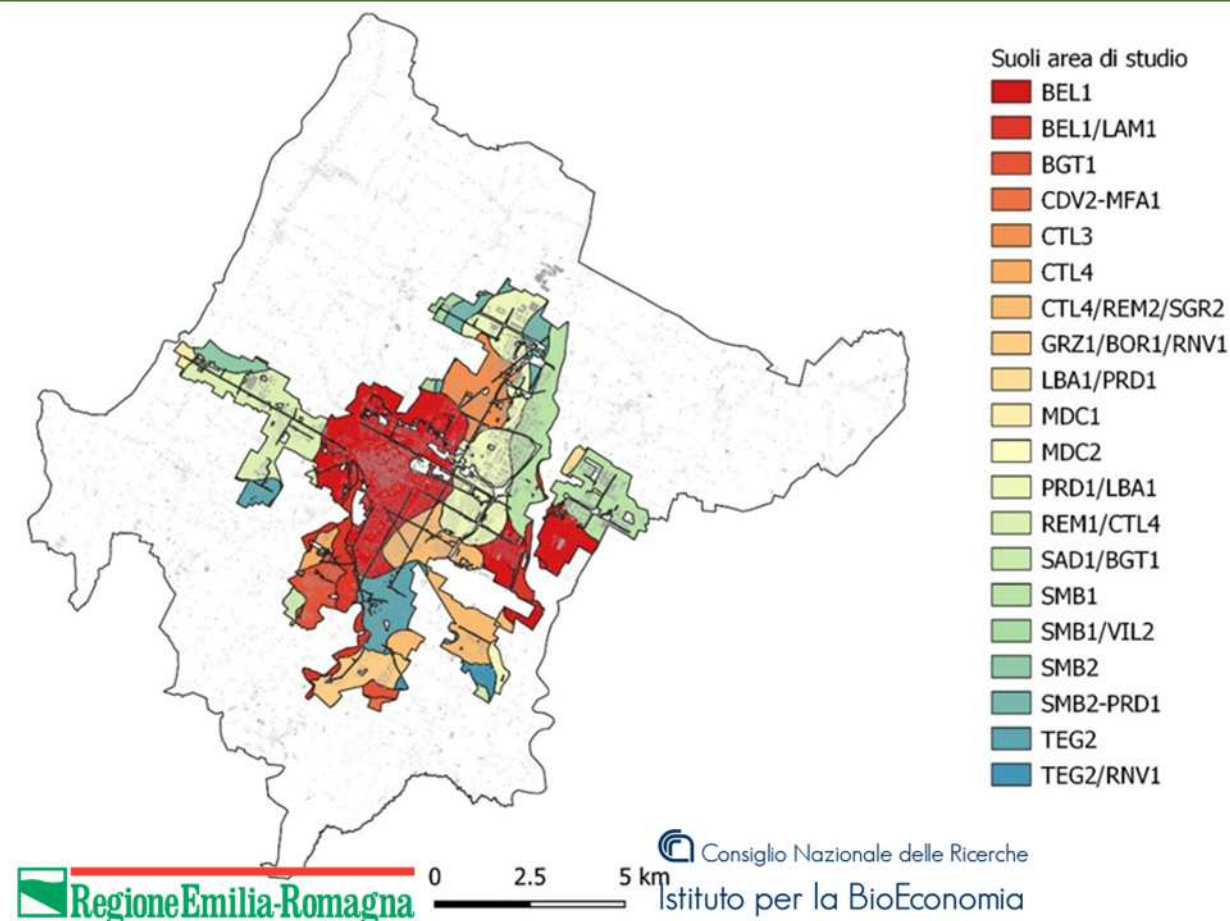 Suoli area di studio
BEL1
BEL1/LAM1
BGT1
CDV2-MFA1
CTL3
CTL4
CTL4/REM2/SGR2
GRZ1/BOR1/RNV1
LBA1/PRD1
MDC1
MDC2
PRD1/LBA1
REM1/CTL4
SAD1/BGT1
SMB1
SMB1/VIL2
SMB2
SMB2-PRD1
TEG2
TEG2/RNV1
RegioneEmilia-Romagna
0 2.5 5 km
Consiglio Nazionale delle Ricerche
Istituto per la BioEconomia